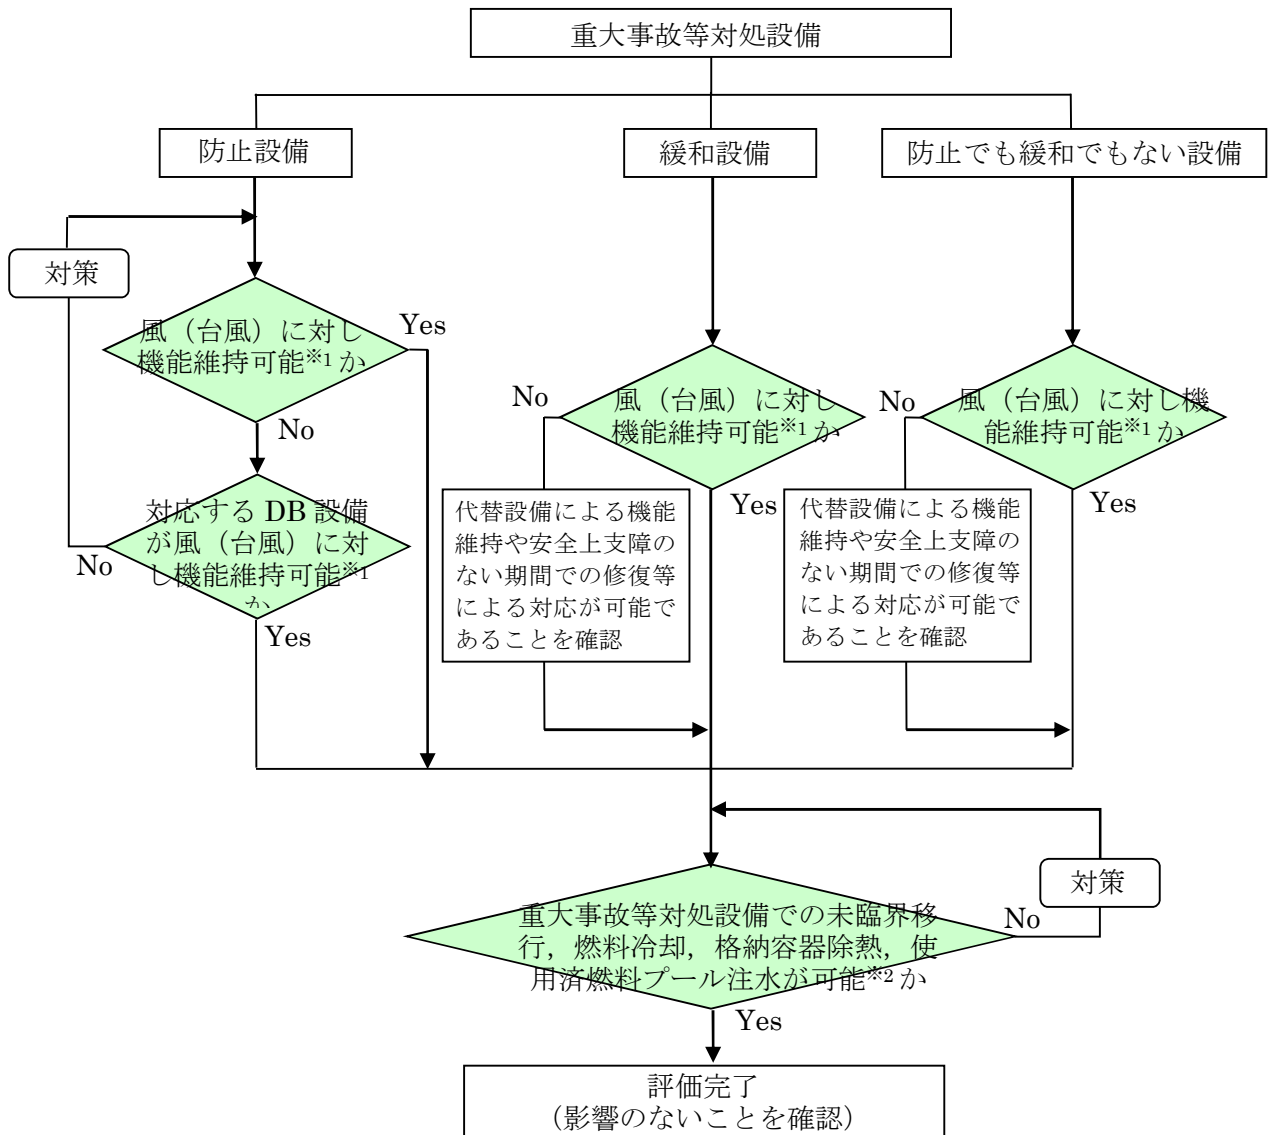 重大事故等対処設備
防止設備
緩和設備
防止でも緩和でもない設備
対策
風（台風）に対し
機能維持可能※1か
Yes
No
対応する DB 設備
が風（台風）に対
し機能維持可能※1
か
No
Yes
風（台風）に対し
機能維持可能※1か
No
Yes
代替設備による機能
維持や安全上支障の
ない期間での修復等
による対応が可能で
あることを確認
風（台風）に対し機
能維持可能※1か
No
Yes
代替設備による機能
維持や安全上支障の
ない期間での修復等
による対応が可能で
あることを確認
対策
重大事故等対処設備での未臨界移
行，燃料冷却，格納容器除熱，使
用済燃料プール注水が可能※2か
No
Yes
評価完了
（影響のないことを確認）